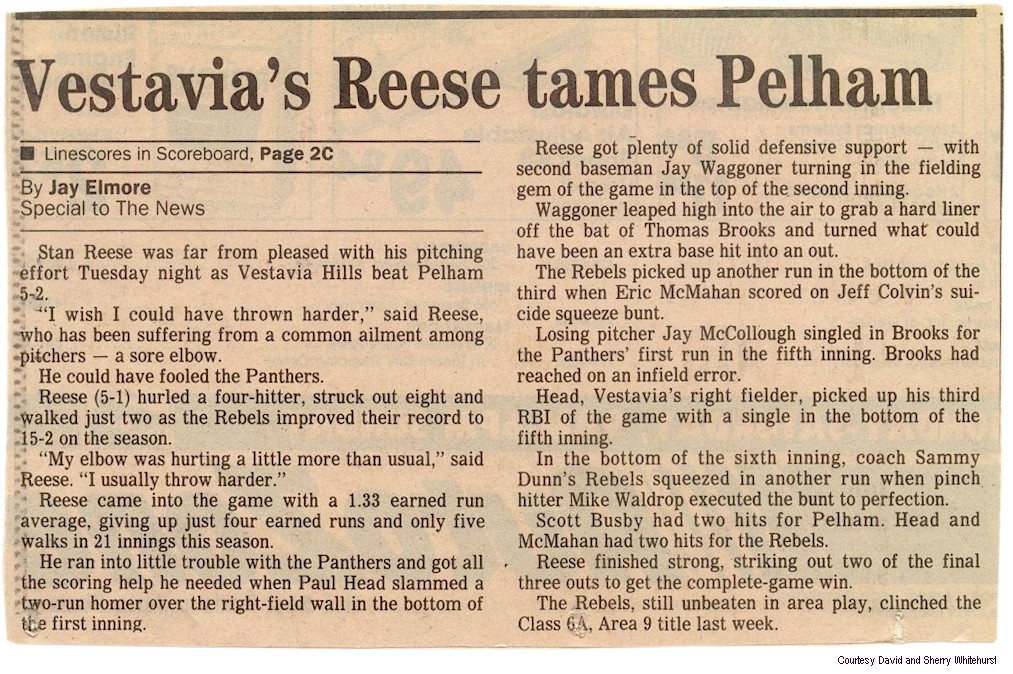 Vestavia's Reese tames Pelham
■ Linescores in Scoreboard, Page 2C
By Jay Elmore
Special to The News
Stan Reese was far from pleased with his pitching
effort Tuesday night as Vestavia Hills beat Pelham
5-2.
"I wish I could have thrown harder," said Reese,
who has been suffering from a common ailment among
pitchers — a sore elbow.
He could have fooled the Panthers.
Reese (5-1) hurled a four-hitter, struck out eight and
walked just two as the Rebels improved their record to
15-2 on the season.
"My elbow was hurting a little more than usual," said
Reese. "I usually throw harder."
Reese came into the game with a 1.33 earned run
average, giving up just four earned runs and only five
walks in 21 innings this season.
He ran into little trouble with the Panthers and got all
the scoring help he needed when Paul Head slammed a
two-run homer over the right-field wall in the bottom of
the first inning.
Reese got plenty of solid defensive support — with
second baseman Jay Waggoner turning in the fielding
gem of the game in the top of the second inning.
Waggoner leaped high into the air to grab a hard liner
off the bat of Thomas Brooks and turned what could
have been an extra base hit into an out.
The Rebels picked up another run in the bottom of the
third when Eric McMahan scored on Jeff Colvin's sui-
cide squeeze bunt.
Losing pitcher Jay McCollough singled in Brooks for
the Panthers' first run in the fifth inning. Brooks had
reached on an infield error.
Head, Vestavia's right fielder, picked up his third
RBI of the game with a single in the bottom of the
fifth inning.
In the bottom of the sixth inning, coach Sammy
Dunn's Rebels squeezed in another run when pinch
hitter Mike Waldrop executed the bunt to perfection.
Scott Busby had two hits for Pelham. Head and
McMahan had two hits for the Rebels.
Reese finished strong, striking out two of the final
three outs to get the complete-game win.
The Rebels, still unbeaten in area play, clinched the
Class 6A, Area 9 title last week.
Courtesy David and Sherry Whitehurst